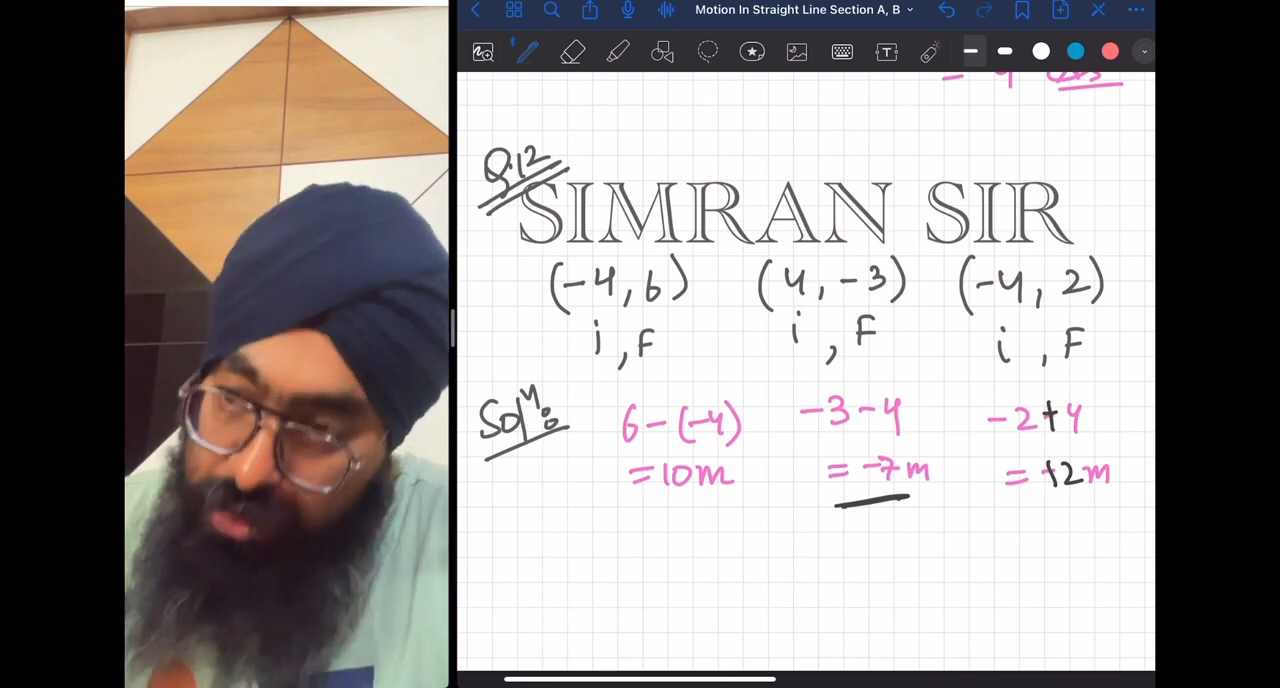 Motion In Straight Line Section A, B
Q.12
SIMRAN SIR
(-4, 6) (4, -3) (-4, 2)
i, F i, F i, F
Solⁿ: 6-(-4) -3-4 -2+4
=10m = -7m = +2m